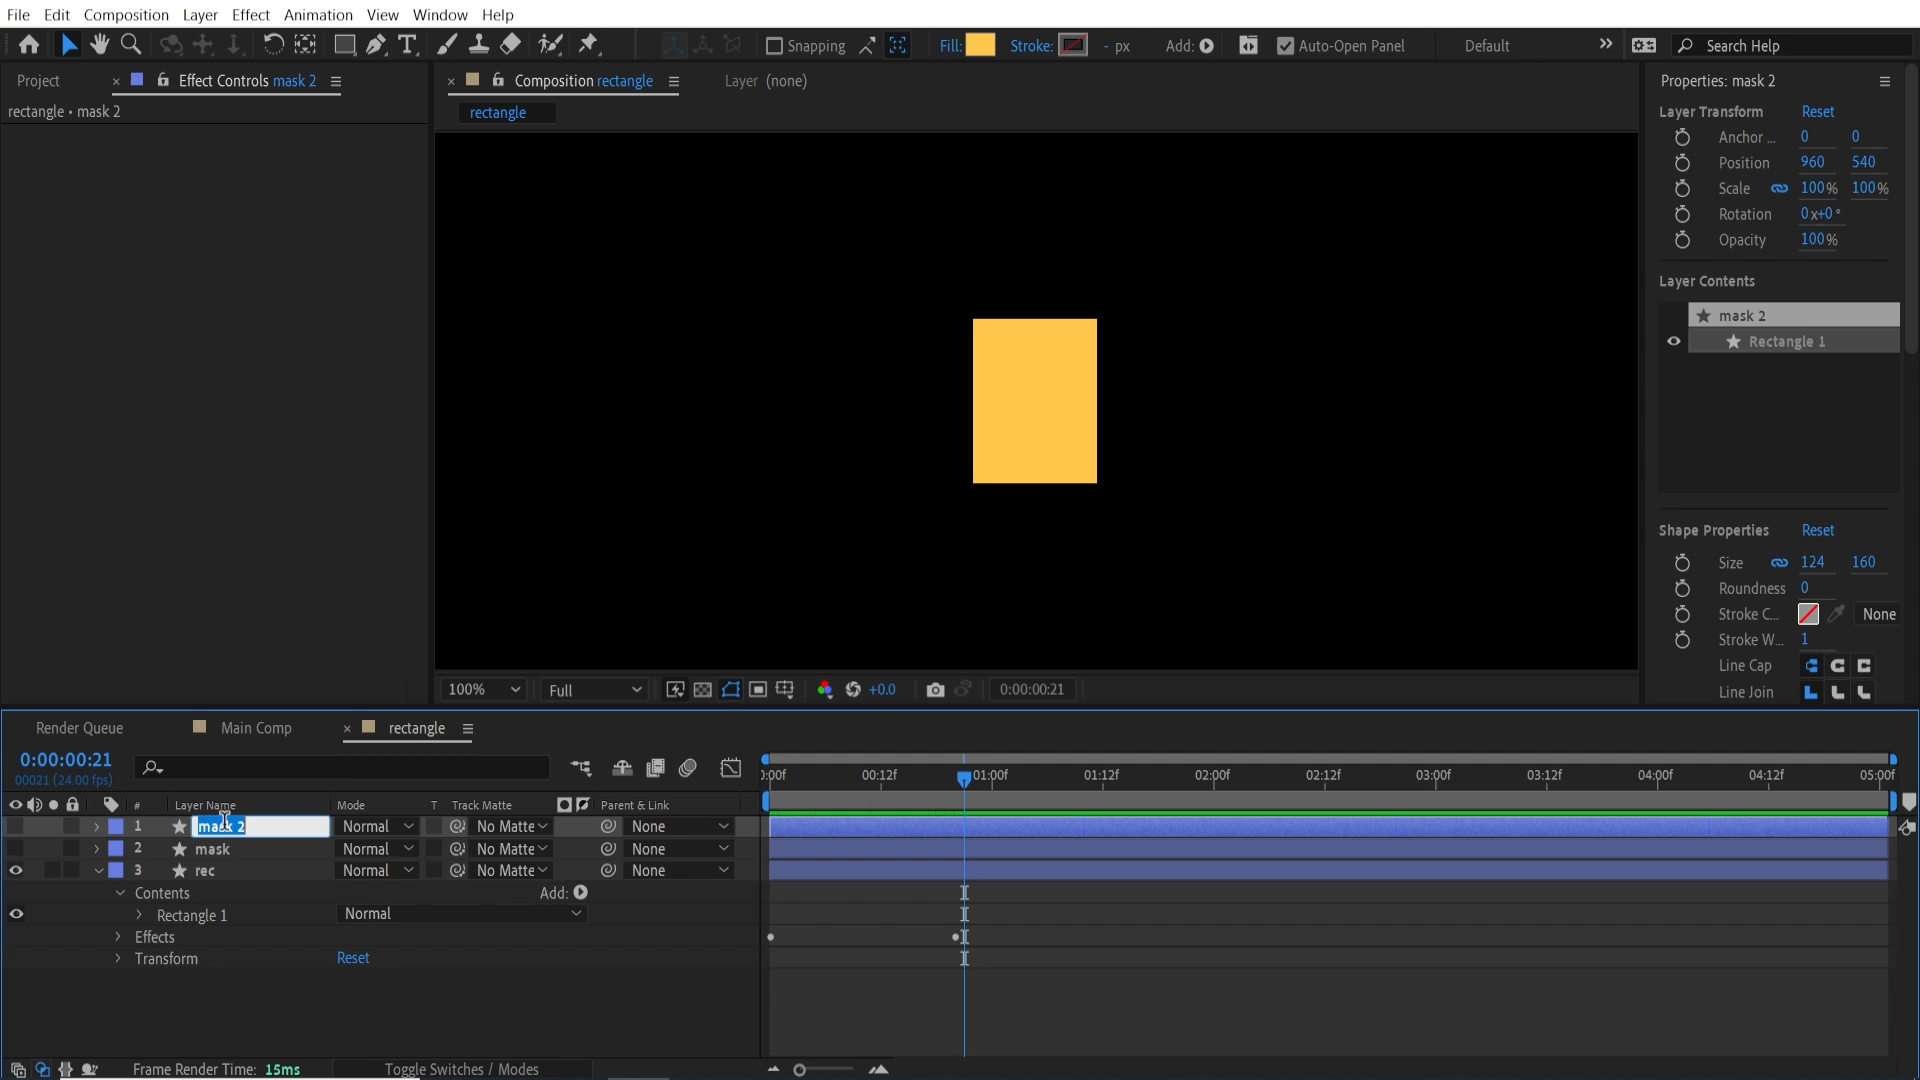 File Edit Composition Layer Effect Animation View Window Help
Snapping Fill: Stroke: - px Add: Auto-Open Panel Default >> Search Help
Project × Effect Controls mask 2 × Composition rectangle Layer (none) Properties: mask 2
rectangle • mask 2 rectangle Layer Transform Reset
Anchor ... 0 0
Position 960 540
Scale 100% 100%
Rotation 0x+0°
Opacity 100%
Layer Contents
mask 2
Rectangle 1
Shape Properties Reset
Size 124 160
Roundness 0
Stroke C... None
Stroke W... 1
Line Cap
Line Join
100% Full +0.0 0:00:00:21
Render Queue Main Comp × rectangle
0:00:00:21
00021 (24.00 fps)
0:00f 00:12f 01:00f 01:12f 02:00f 02:12f 03:00f 03:12f 04:00f 04:12f 05:00f
# Layer Name Mode T Track Matte Parent & Link
1 mask 2 Normal No Matte None
2 mask Normal No Matte None
3 rec Normal No Matte None
Contents Add:
Rectangle 1 Normal
Effects
Transform Reset
Frame Render Time: 15ms Toggle Switches / Modes